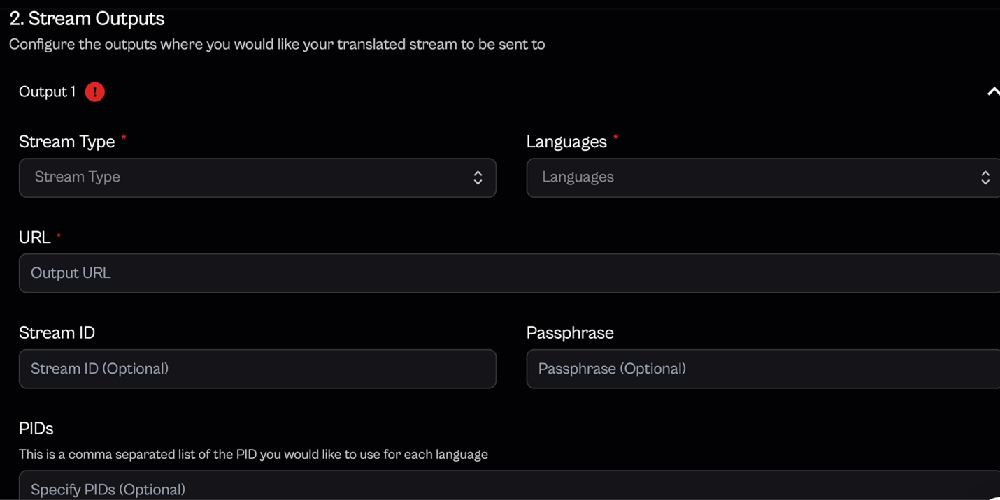 2. Stream Outputs
Configure the outputs where you would like your translated stream to be sent to
Output 1 !
Stream Type * Languages *
Stream Type Languages
URL *
Output URL
Stream ID Passphrase
Stream ID (Optional) Passphrase (Optional)
PIDs
This is a comma separated list of the PID you would like to use for each language
Specify PIDs (Optional)